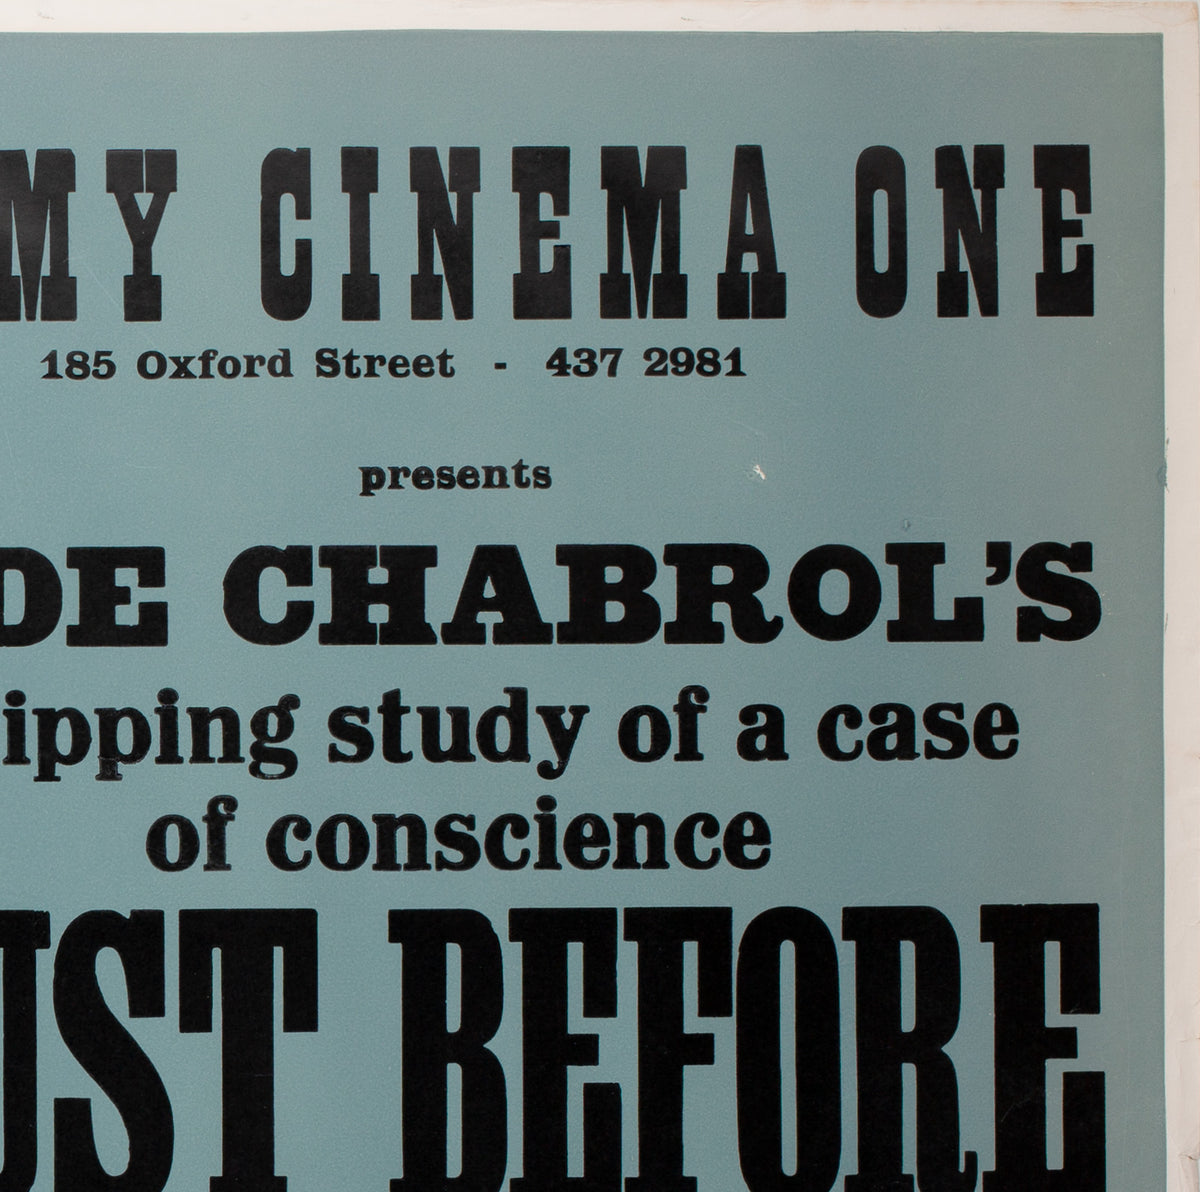 MY CINEMA ONE
185 Oxford Street - 437 2981
presents
DE CHABROL'S
ipping study of a case
of conscience
UST BEFORE